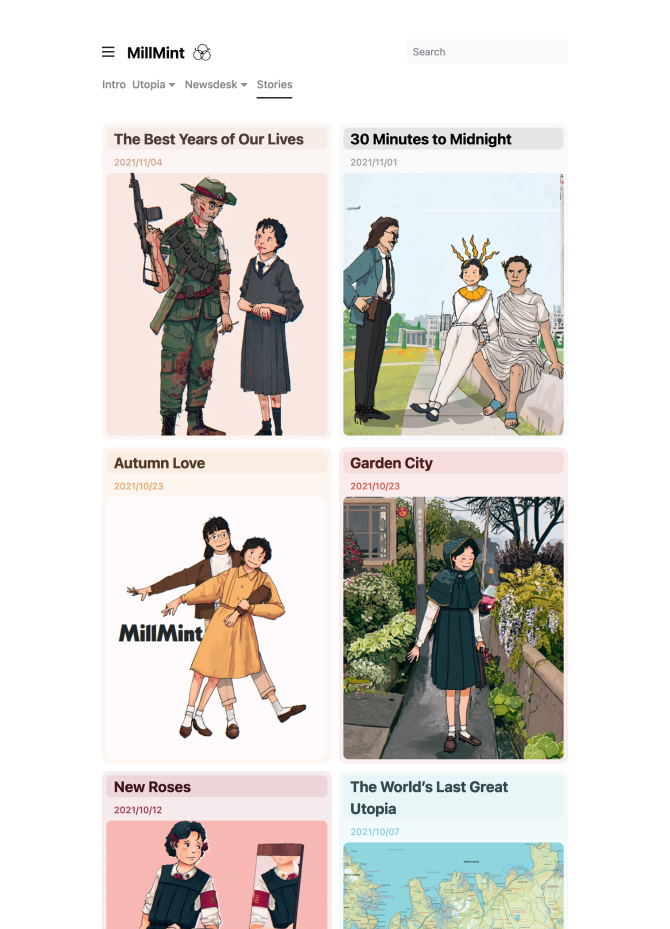 MillMint
Search
Intro Utopia Newsdesk Stories
The Best Years of Our Lives
2021/11/04
30 Minutes to Midnight
2021/11/01
Autumn Love
2021/10/23
MillMint
Garden City
2021/10/23
New Roses
2021/10/12
The World’s Last Great
Utopia
2021/10/07